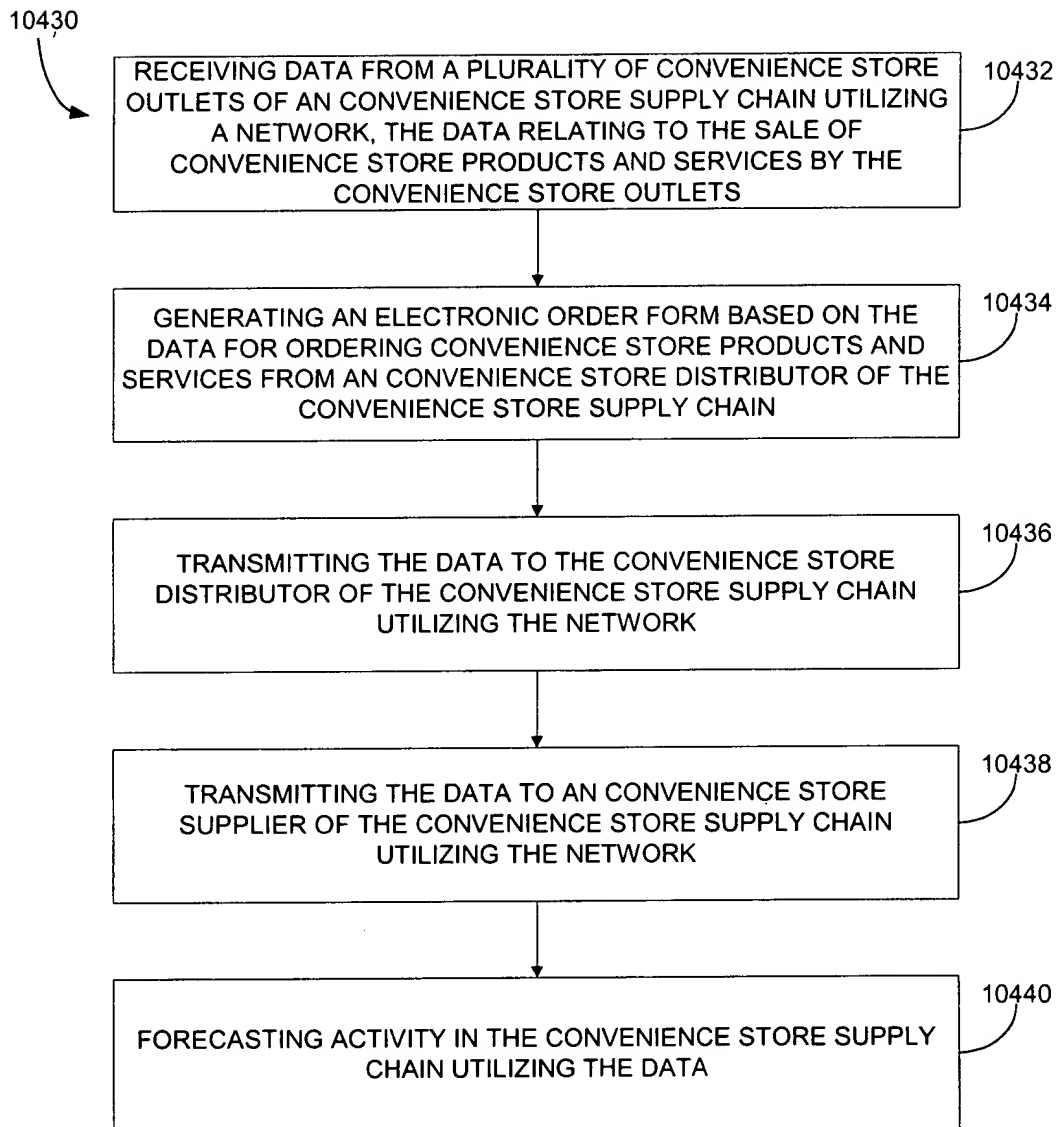 10430
RECEIVING DATA FROM A PLURALITY OF CONVENIENCE STORE
OUTLETS OF AN CONVENIENCE STORE SUPPLY CHAIN UTILIZING
A NETWORK, THE DATA RELATING TO THE SALE OF
CONVENIENCE STORE PRODUCTS AND SERVICES BY THE
CONVENIENCE STORE OUTLETS
10432
GENERATING AN ELECTRONIC ORDER FORM BASED ON THE
DATA FOR ORDERING CONVENIENCE STORE PRODUCTS AND
SERVICES FROM AN CONVENIENCE STORE DISTRIBUTOR OF THE
CONVENIENCE STORE SUPPLY CHAIN
10434
TRANSMITTING THE DATA TO THE CONVENIENCE STORE
DISTRIBUTOR OF THE CONVENIENCE STORE SUPPLY CHAIN
UTILIZING THE NETWORK
10436
TRANSMITTING THE DATA TO AN CONVENIENCE STORE
SUPPLIER OF THE CONVENIENCE STORE SUPPLY CHAIN
UTILIZING THE NETWORK
10438
FORECASTING ACTIVITY IN THE CONVENIENCE STORE SUPPLY
CHAIN UTILIZING THE DATA
10440